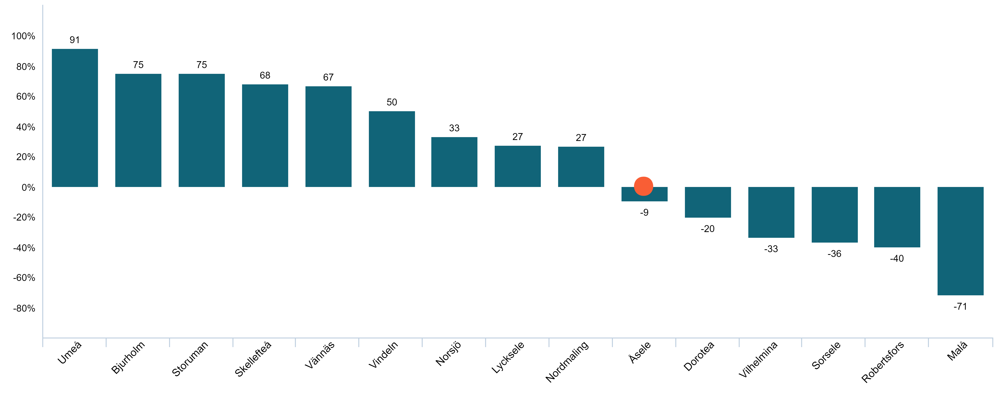 100%
80%
60%
40%
20%
0%
-20%
-40%
-60%
-80%
91
75
75
68
67
50
33
27
27
-9
-20
-33
-36
-40
-71
Umeå
Bjurholm
Storuman
Skellefteå
Vännäs
Vindeln
Norsjö
Lycksele
Nordmaling
Åsele
Dorotea
Vilhelmina
Sorsele
Robertsfors
Malå